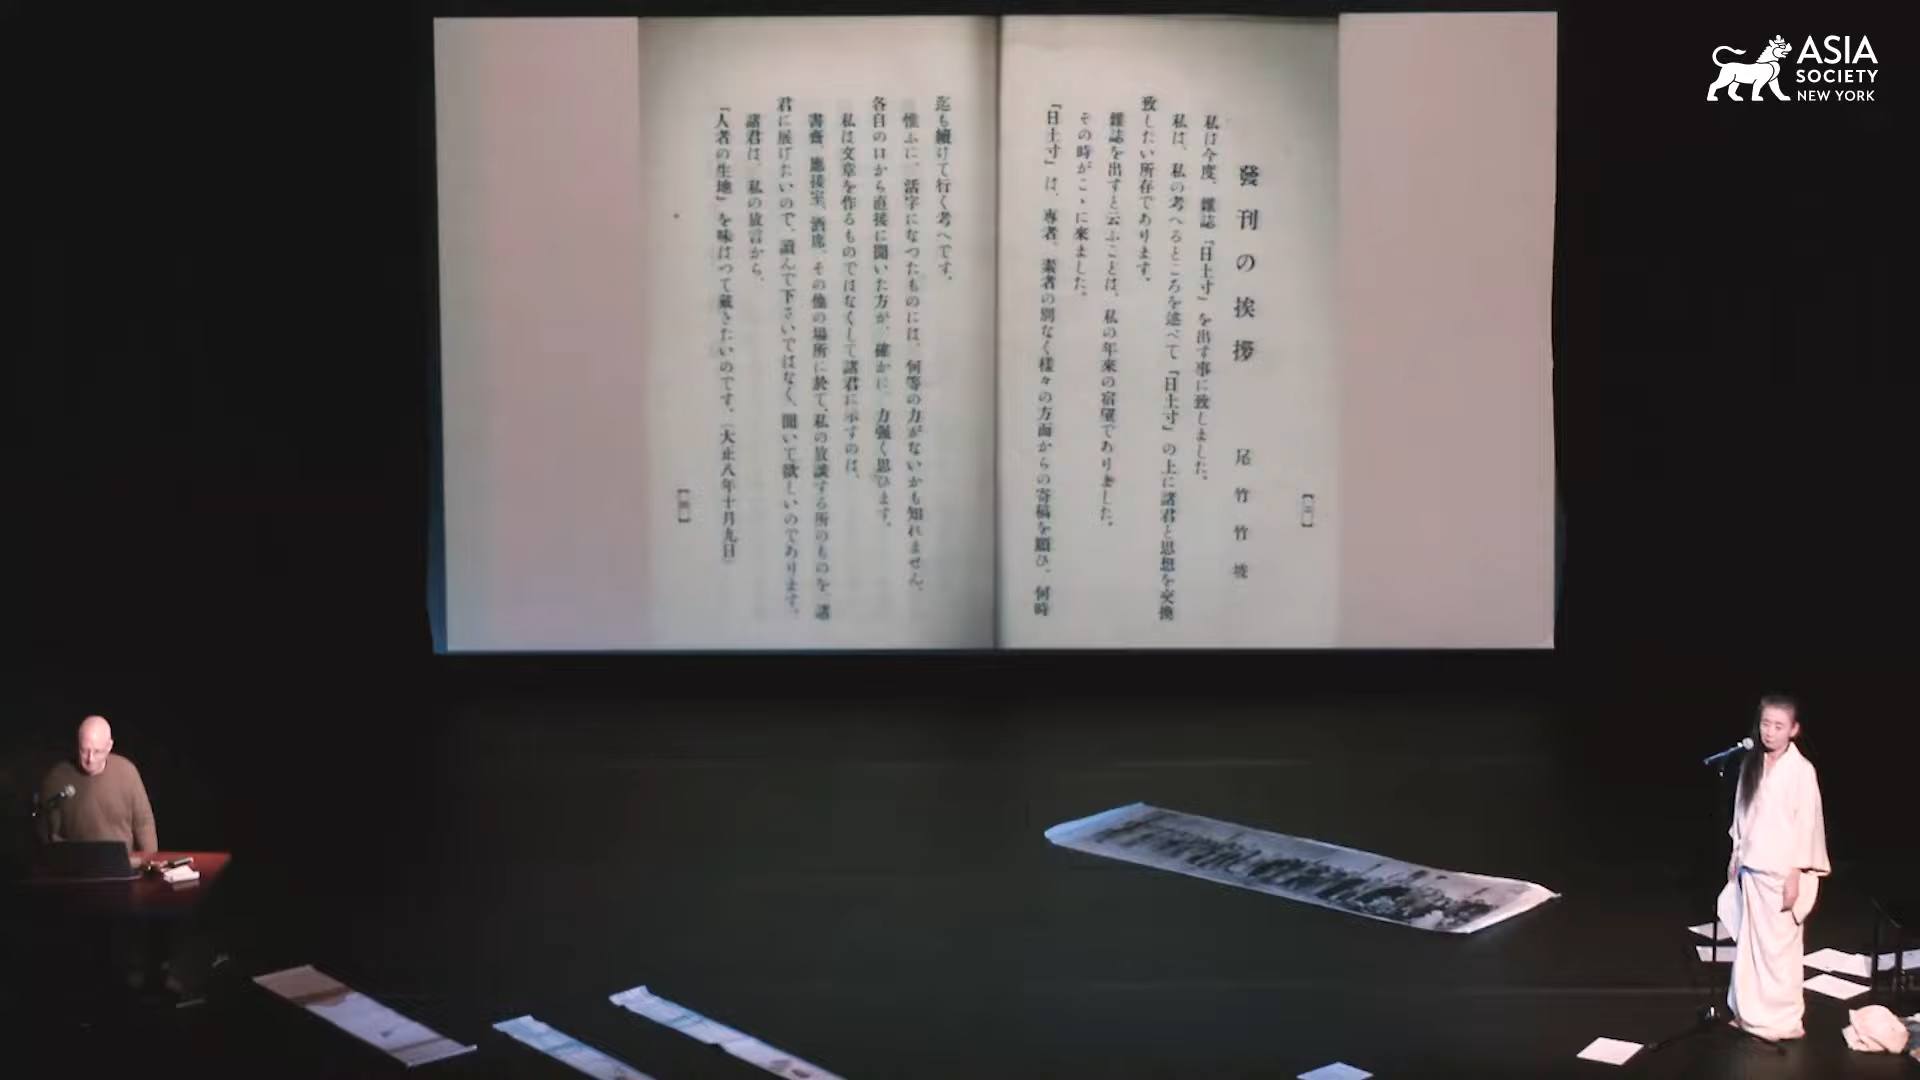 ASIA
SOCIETY
NEW YORK
發刊の挨拶 尾竹竹坡
私は今度、雜誌『日土寸』を出す事に致しました。
私は、私の考へるところを述べて『日土寸』の上に諸君と思想を交換
致したい所存であります。
雜誌を出すと云ふことは、私の年來の宿望でありました。
その時がこゝに來ました。
『日土寸』は、專者、素者の別なく樣々の方面からの寄稿を願ひ、何時
迄も續けて行く考へです。
惟ふに、活字になつたものには、何等の力がないかも知れません、
各自の口から直接に聞いた方が、確かに、力强く思ひます。
私は文章を作るものではなくして諸君に示すのは、
書齋、應接室、酒席、その他の場所に於て、私の放談する所のものを、諸
君に展げたいので、讀んで下さいではなく、聞いて欲しいのであります。
諸君は、私の放言から、
『人者の生地』を味はつて戴きたいのです。(大正八年十月九日)